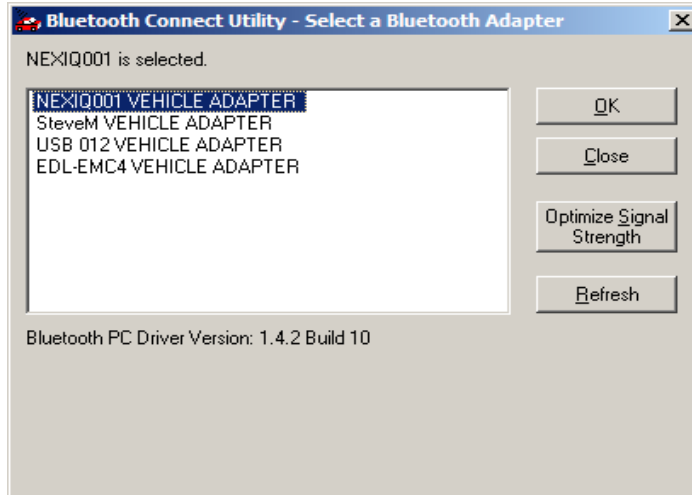 Bluetooth Connect Utility - Select a Bluetooth Adapter
NEXIQ001 is selected.
NEXIQ001 VEHICLE ADAPTER
SteveM VEHICLE ADAPTER
USB 012 VEHICLE ADAPTER
EDL-EMC4 VEHICLE ADAPTER
OK
Close
Optimize Signal
Strength
Refresh
Bluetooth PC Driver Version: 1.4.2 Build 10